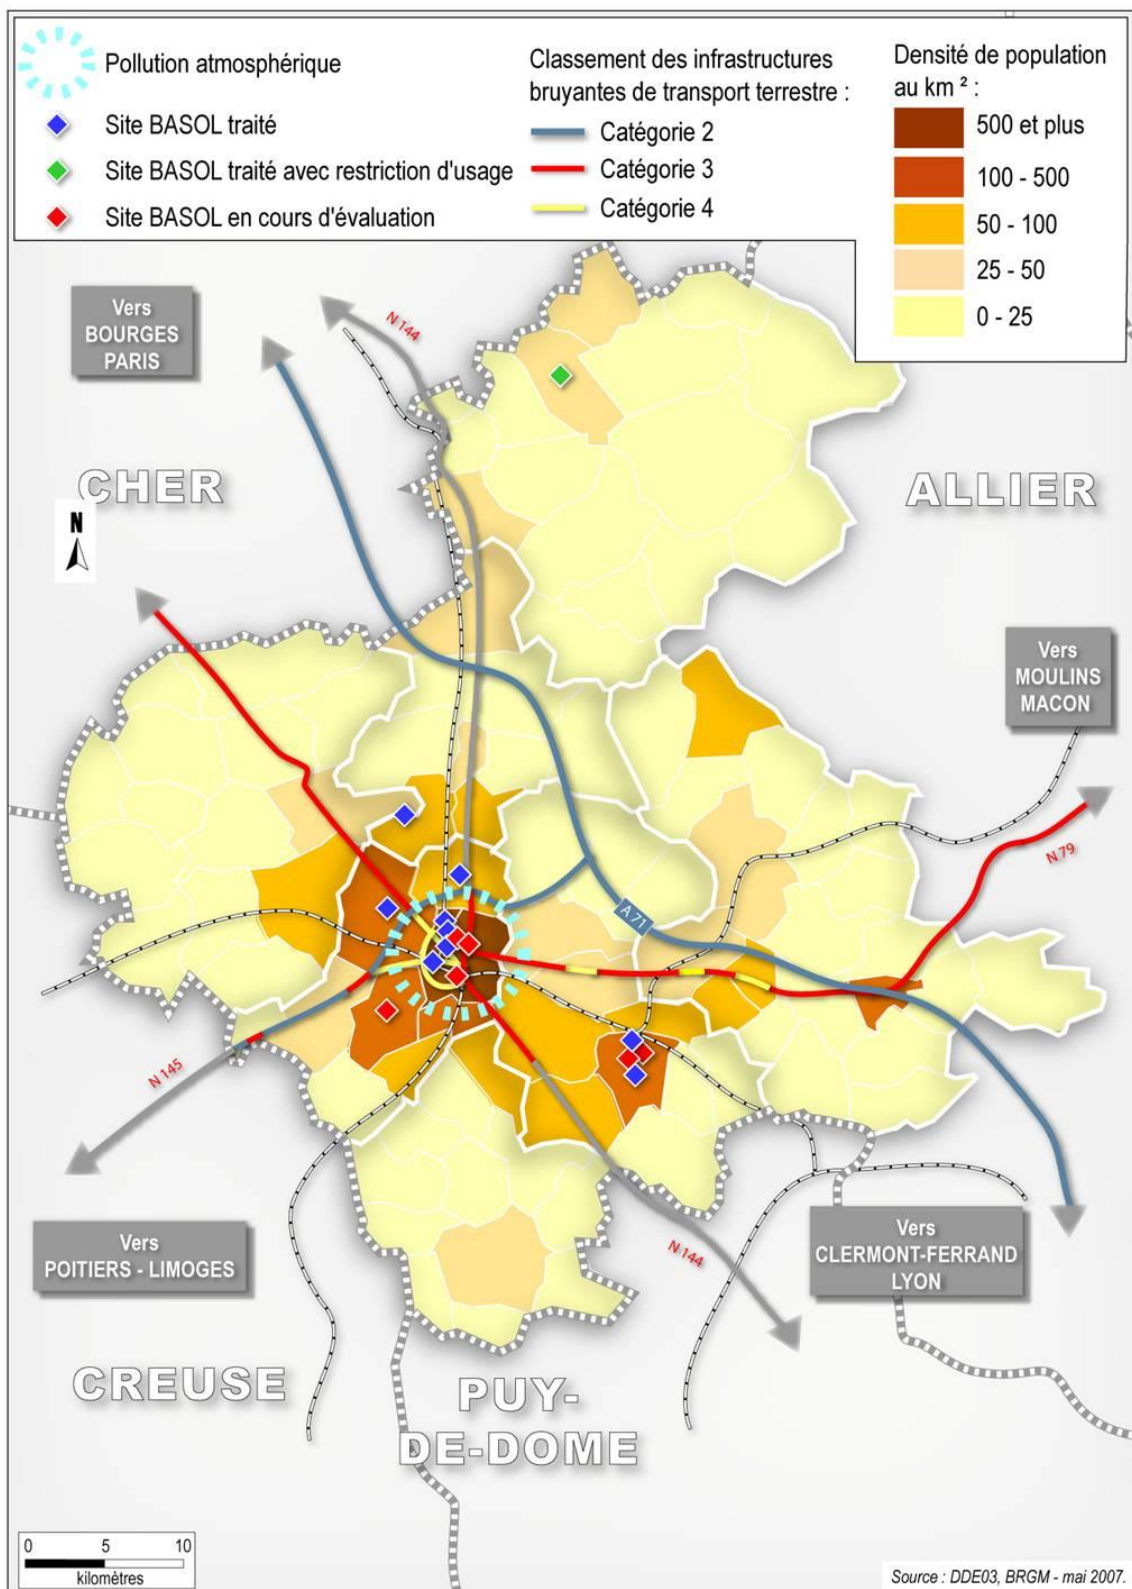 Pollution atmosphérique
Site BASOL traité
Site BASOL traité avec restriction d'usage
Site BASOL en cours d'évaluation
Classement des infrastructures
bruyantes de transport terrestre :
Catégorie 2
Catégorie 3
Catégorie 4
Densité de population
au km ² :
500 et plus
100 - 500
50 - 100
25 - 50
0 - 25
Vers
BOURGES
PARIS
N 144
CHER
ALLIER
N
Vers
MOULINS
MACON
N 79
A 71
N 145
Vers
POITIERS - LIMOGES
N 144
Vers
CLERMONT-FERRAND
LYON
CREUSE
PUY-
DE-DOME
0 5 10
kilomètres
Source : DDE03, BRGM - mai 2007.